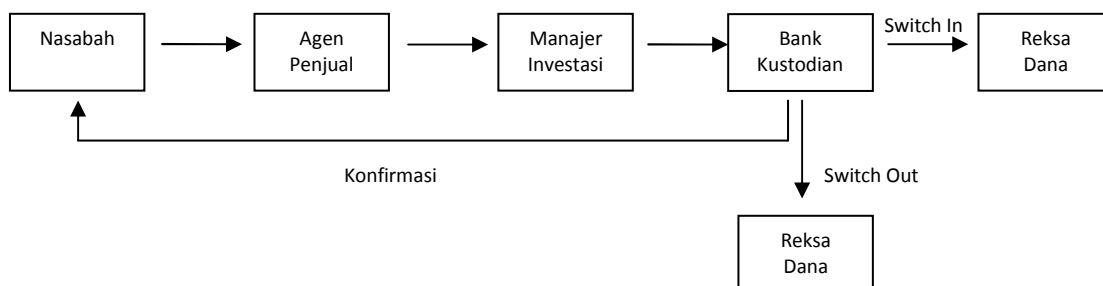 Nasabah
Agen
Penjual
Manajer
Investasi
Bank
Kustodian
Switch In
Reksa
Dana
Konfirmasi
Switch Out
Reksa
Dana